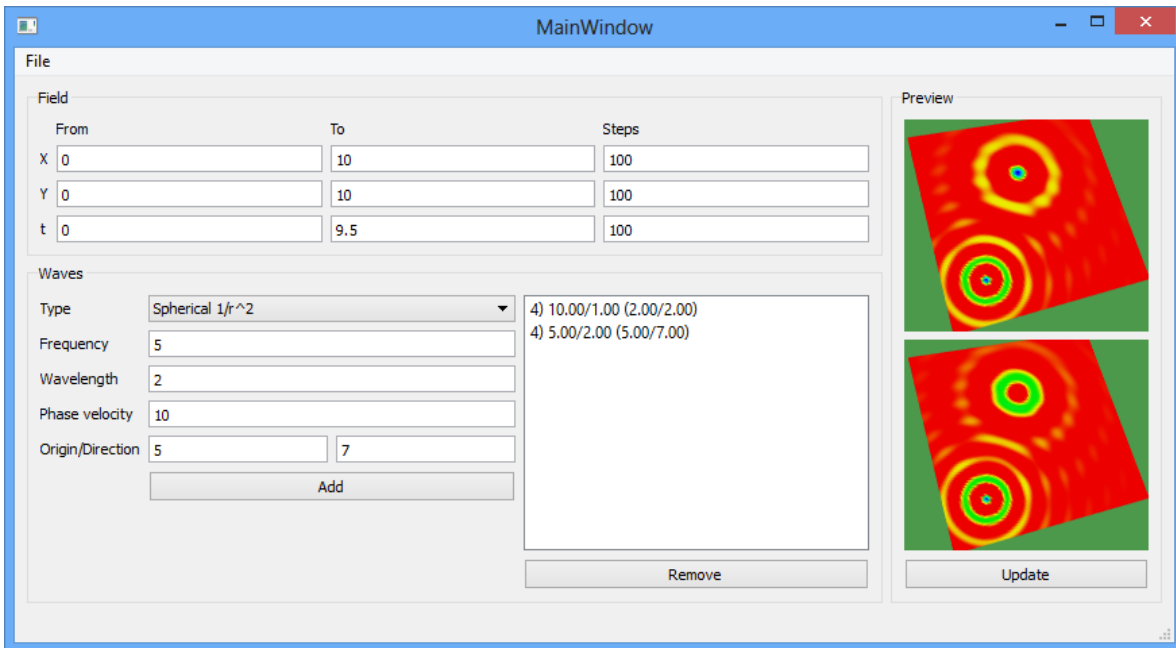 MainWindow
File
Field
From To Steps
X 0 10 100
Y 0 10 100
t 0 9.5 100
Waves
Type Spherical 1/r^2
Frequency 5
Wavelength 2
Phase velocity 10
Origin/Direction 5 7
Add
4) 10.00/1.00 (2.00/2.00)
4) 5.00/2.00 (5.00/7.00)
Remove
Preview
Update